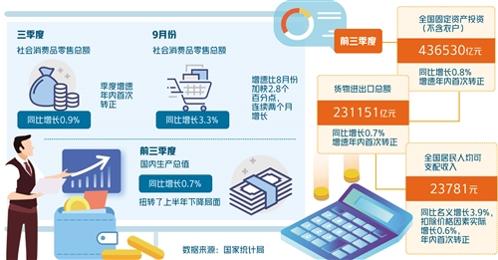 三季度
社会消费品零售总额
季度增速
年内首次
转正
同比增长0.9%
9月份
社会消费品零售总额
增速比8月份
加快2.8个
百分点,
连续两个月
增长
同比增长3.3%
前三季度
国内生产总值
同比增长0.7%
扭转了上半年下降局面
数据来源:国家统计局
前三季度
全国固定资产投资
(不含农户)
436530亿元
同比增长0.8%
增速年内首次转正
货物进出口总额
231151亿元
同比增长0.7%
增速年内首次转正
全国居民人均可
支配收入
23781元
同比名义增长3.9%,
扣除价格因素实际
增长0.6%,
年内首次转正